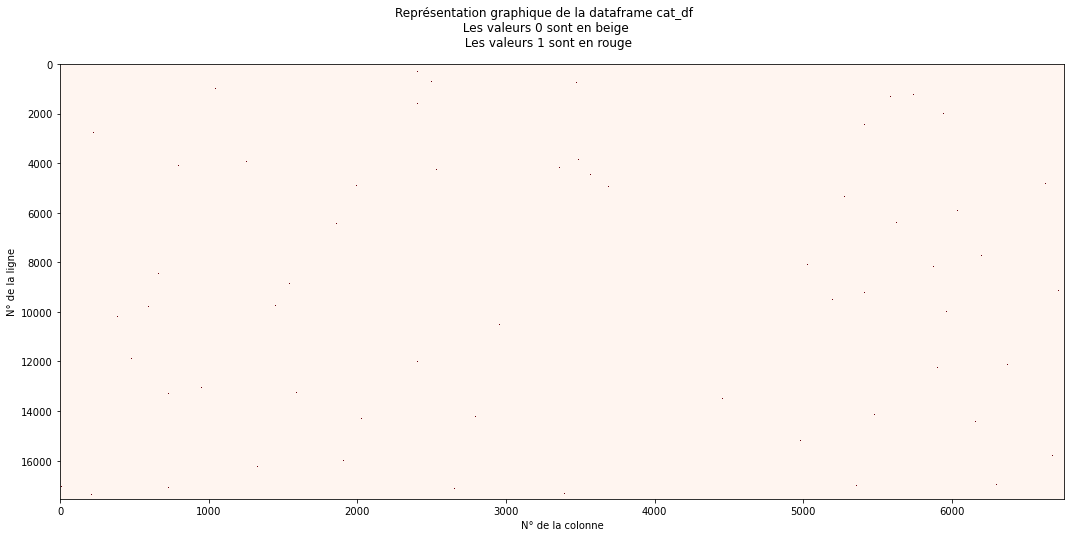 Représentation graphique de la dataframe cat_df
Les valeurs 0 sont en beige
Les valeurs 1 sont en rouge
0
2000
4000
6000
8000
10000
12000
14000
16000
N° de la ligne
0 1000 2000 3000 4000 5000 6000
N° de la colonne